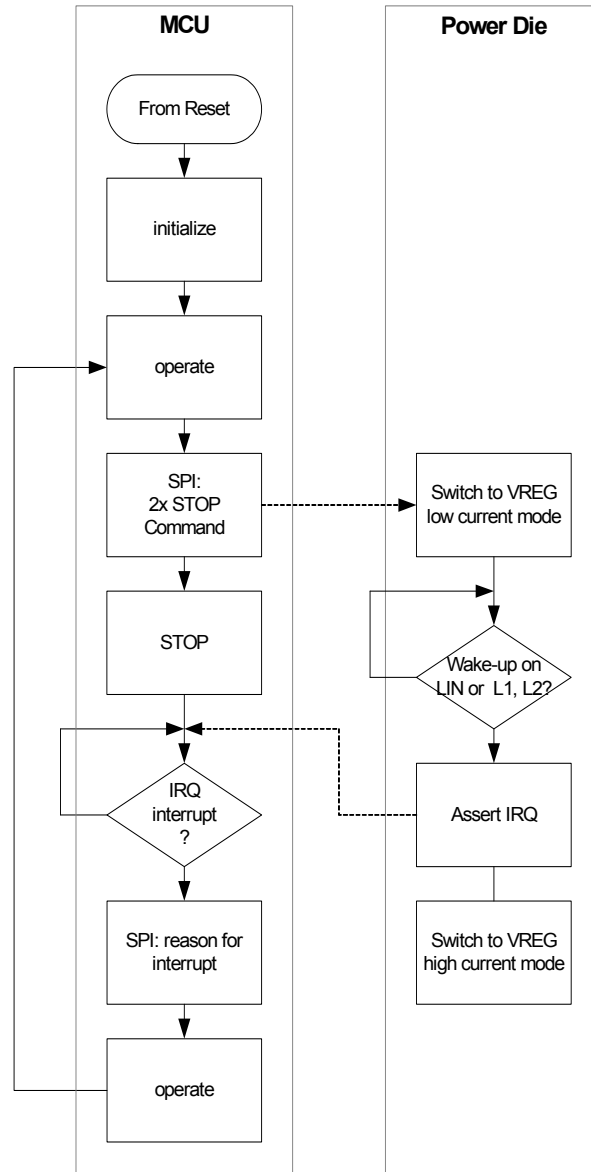 MCU
Power Die
From Reset
initialize
operate
SPI:
2x STOP
Command
Switch to VREG
low current mode
STOP
Wake-up on
LIN or L1, L2?
IRQ
interrupt
?
Assert IRQ
SPI: reason for
interrupt
Switch to VREG
high current mode
operate